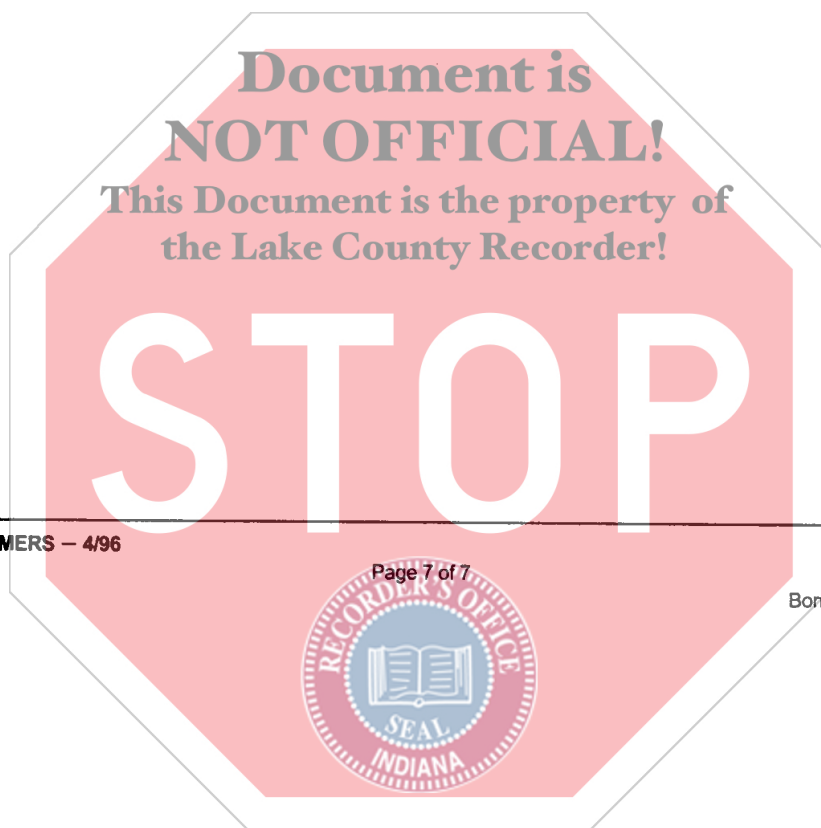 Document is
NOT OFFICIAL!
This Document is the property of
the Lake County Recorder!
STOP
MERS — 4/96
Page 7 of 7
Bon
RECORDER'S OFFICE
SEAL
INDIANA